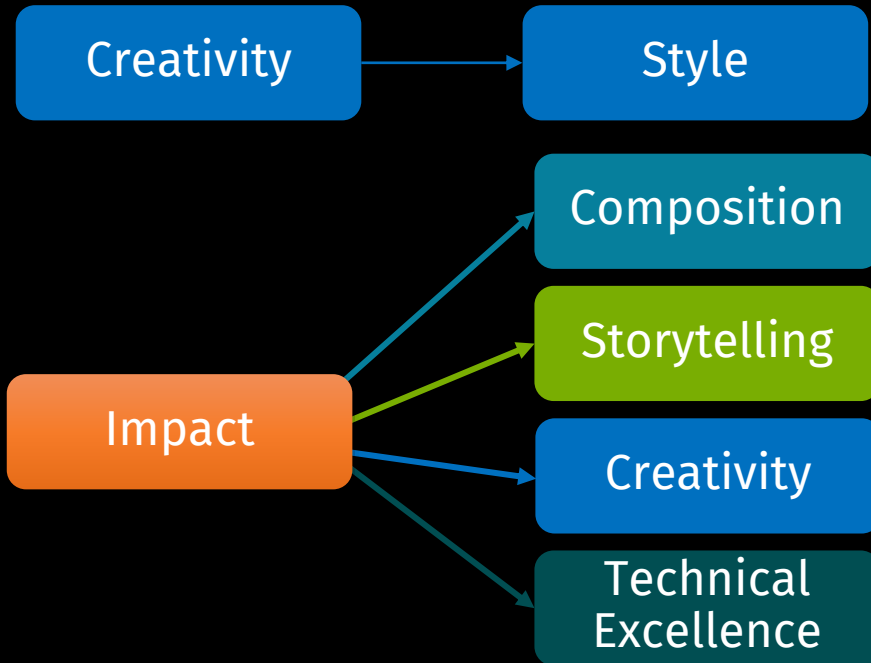 Creativity
Style
Composition
Storytelling
Impact
Creativity
Technical
Excellence